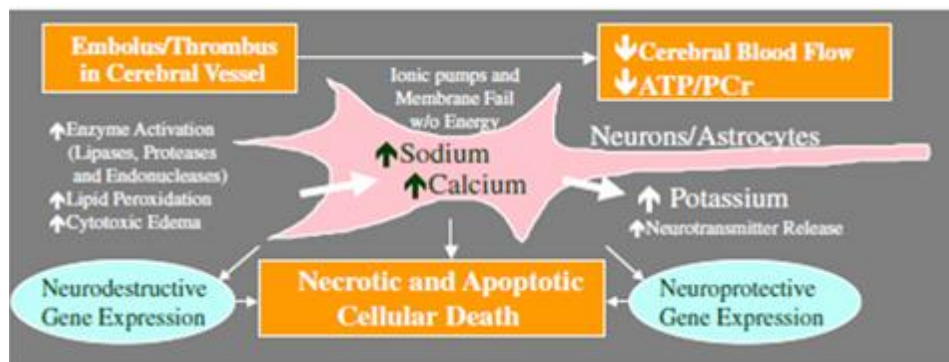 Embolus/Thrombus
in Cerebral Vessel
↓Cerebral Blood Flow
↓ATP/PCr
Ionic pumps and
Membrane Fail
w/o Energy
↑Enzyme Activation
(Lipases, Proteases
and Endonucleases)
↑Lipid Peroxidation
↑Cytotoxic Edema
↑Sodium
↑Calcium
Neurons/Astrocytes
↑ Potassium
↑Neurotransmitter Release
Neurodestructive
Gene Expression
Necrotic and Apoptotic
Cellular Death
Neuroprotective
Gene Expression